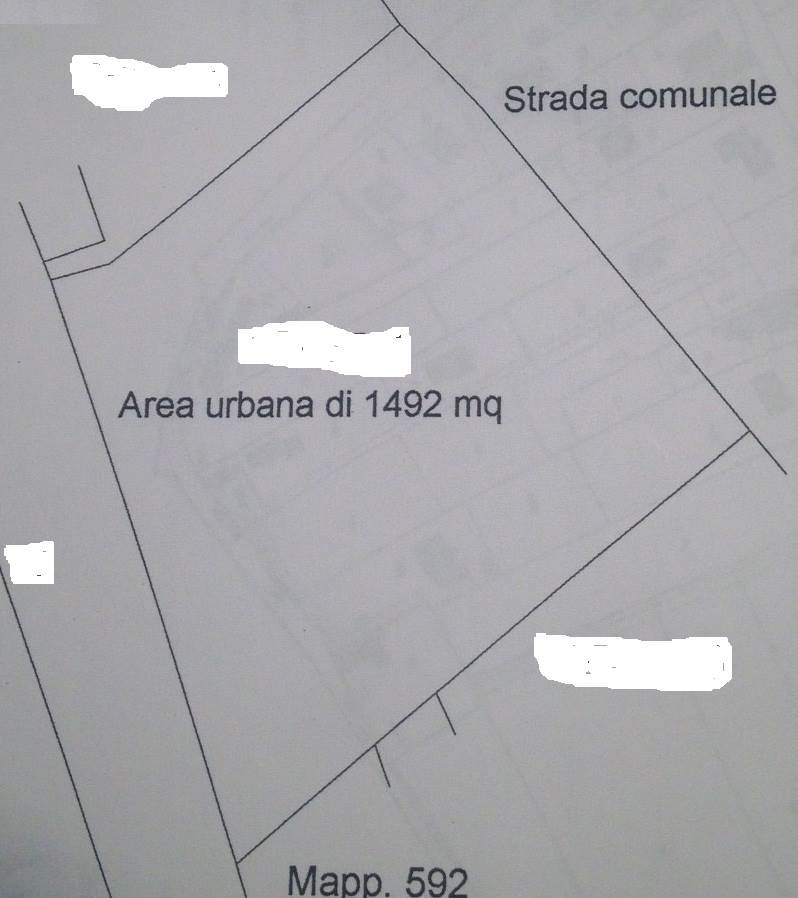 Strada comunale
Area urbana di 1492 mq
Mapp. 592